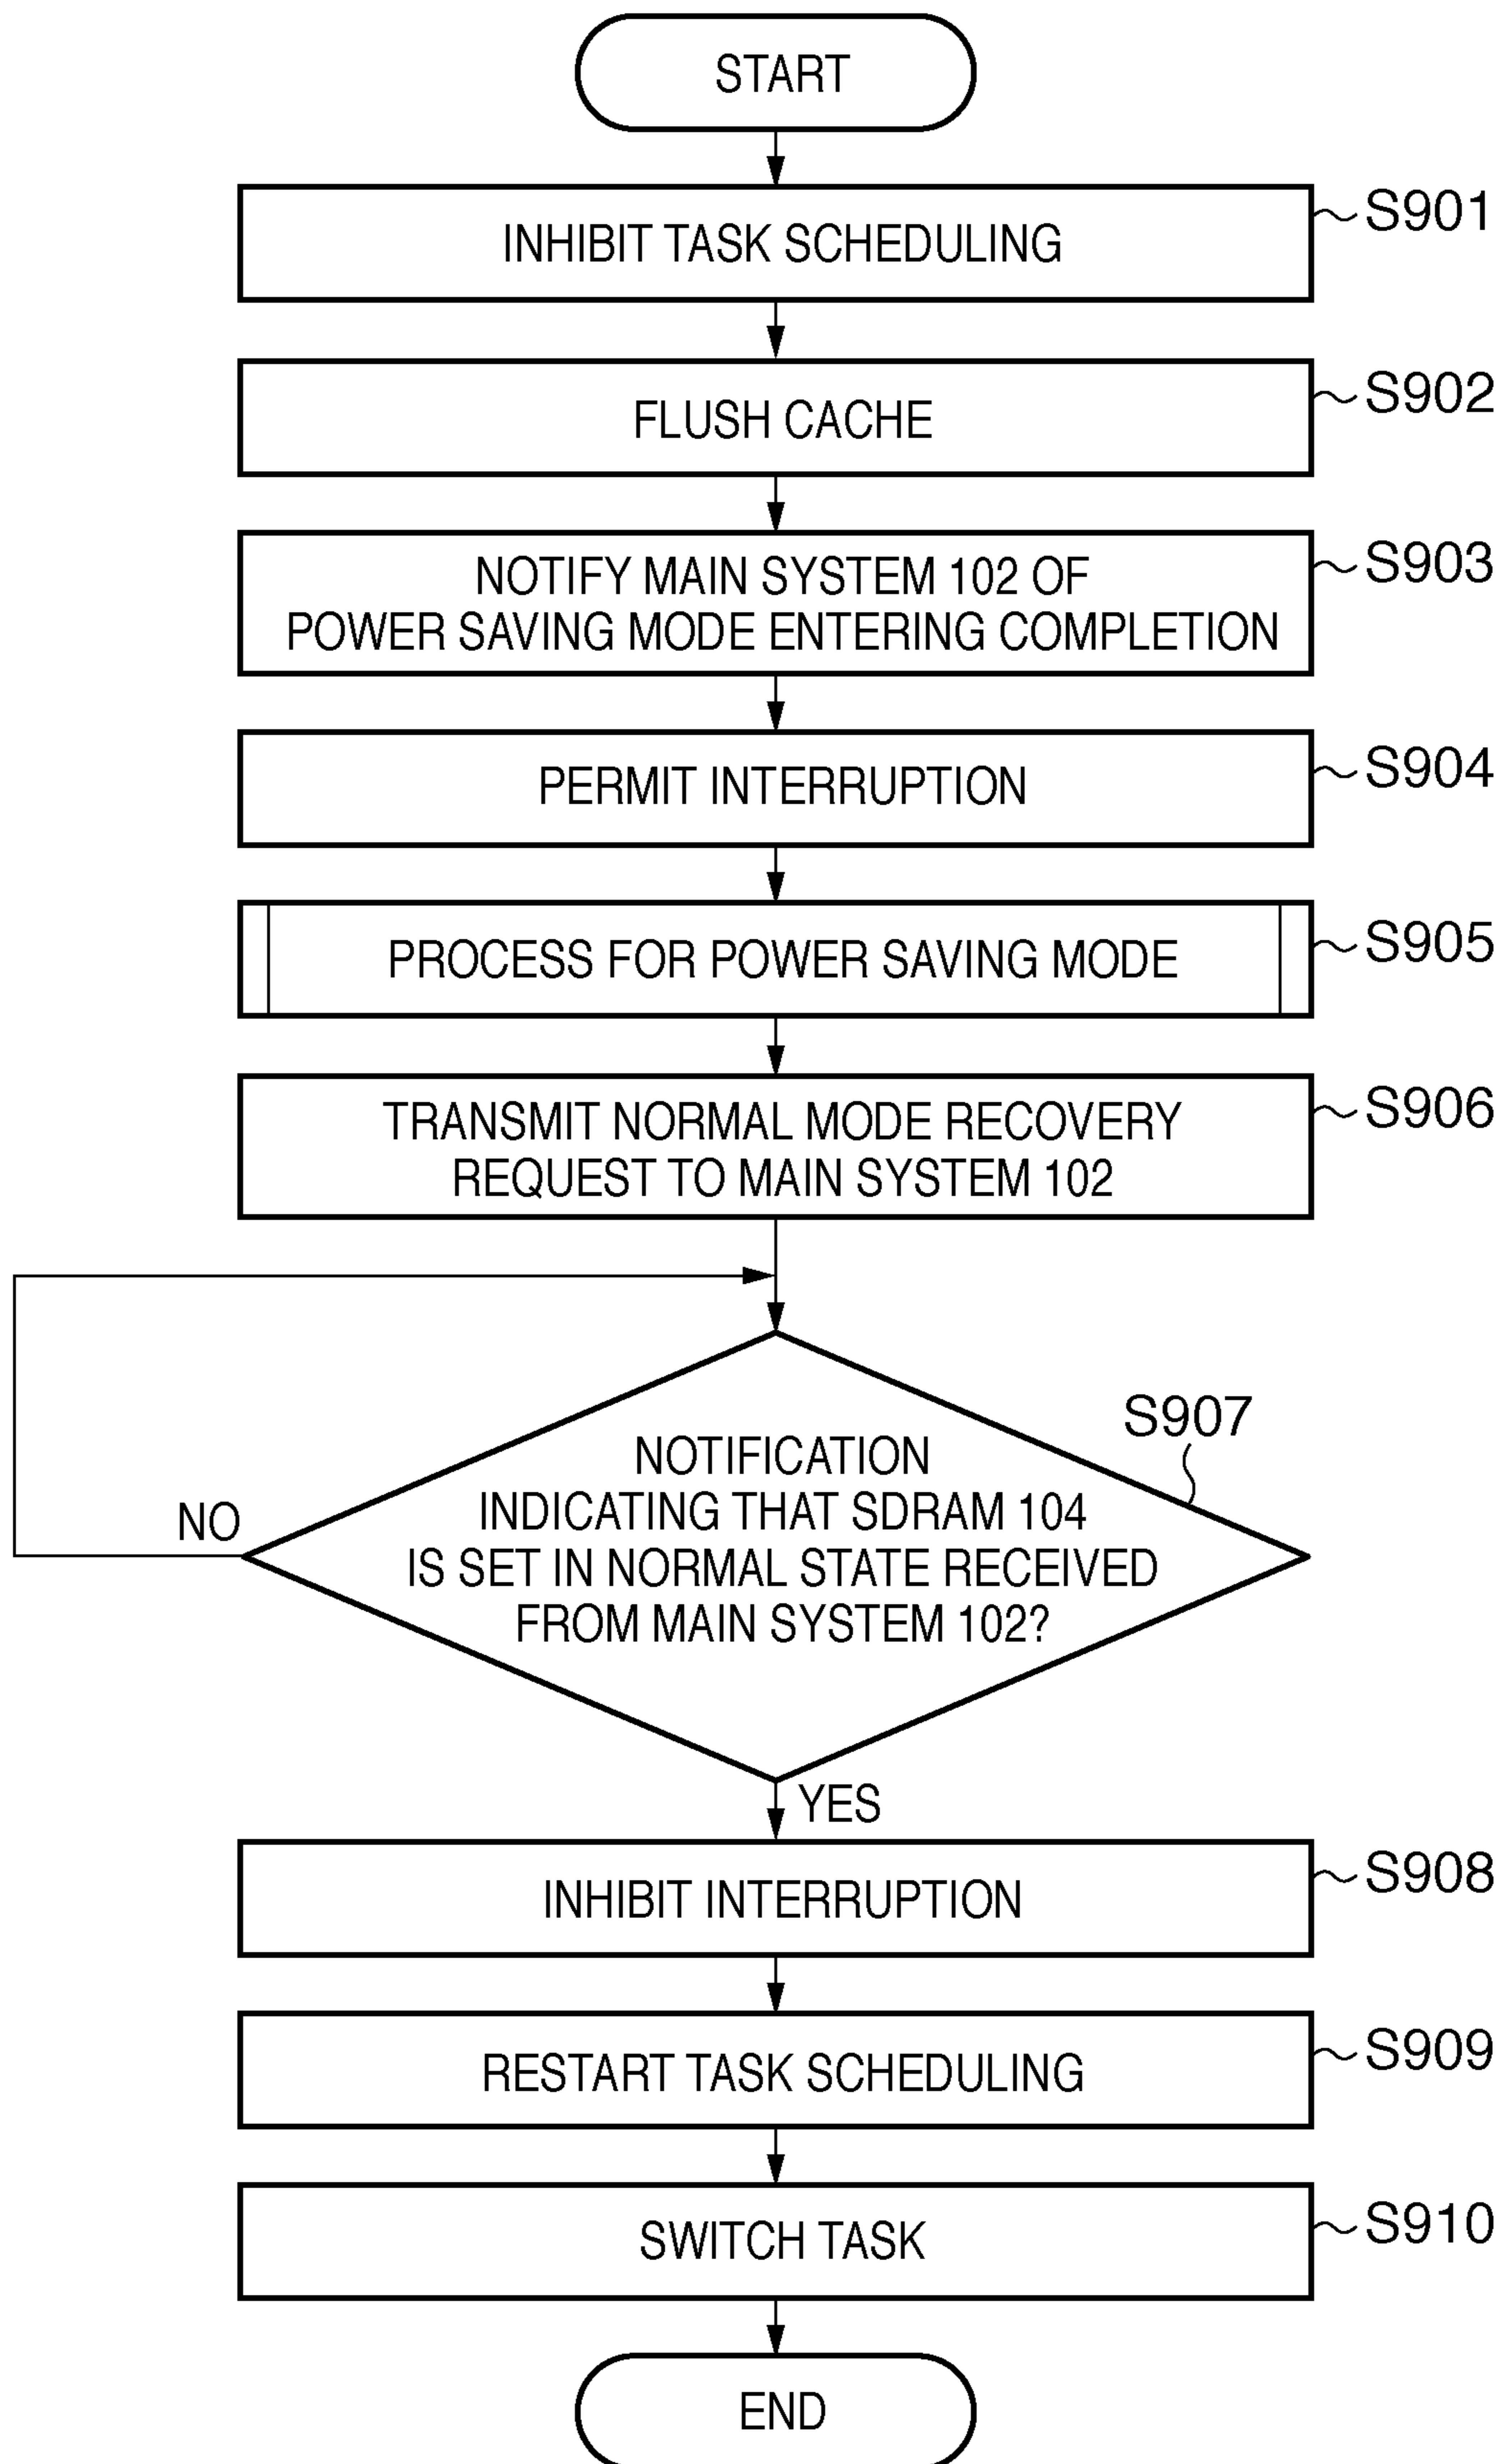 START
INHIBIT TASK SCHEDULING
S901
FLUSH CACHE
S902
NOTIFY MAIN SYSTEM 102 OF
POWER SAVING MODE ENTERING COMPLETION
S903
PERMIT INTERRUPTION
S904
PROCESS FOR POWER SAVING MODE
S905
TRANSMIT NORMAL MODE RECOVERY
REQUEST TO MAIN SYSTEM 102
S906
S907
NOTIFICATION
INDICATING THAT SDRAM 104
IS SET IN NORMAL STATE RECEIVED
FROM MAIN SYSTEM 102?
NO
YES
INHIBIT INTERRUPTION
S908
RESTART TASK SCHEDULING
S909
SWITCH TASK
S910
END